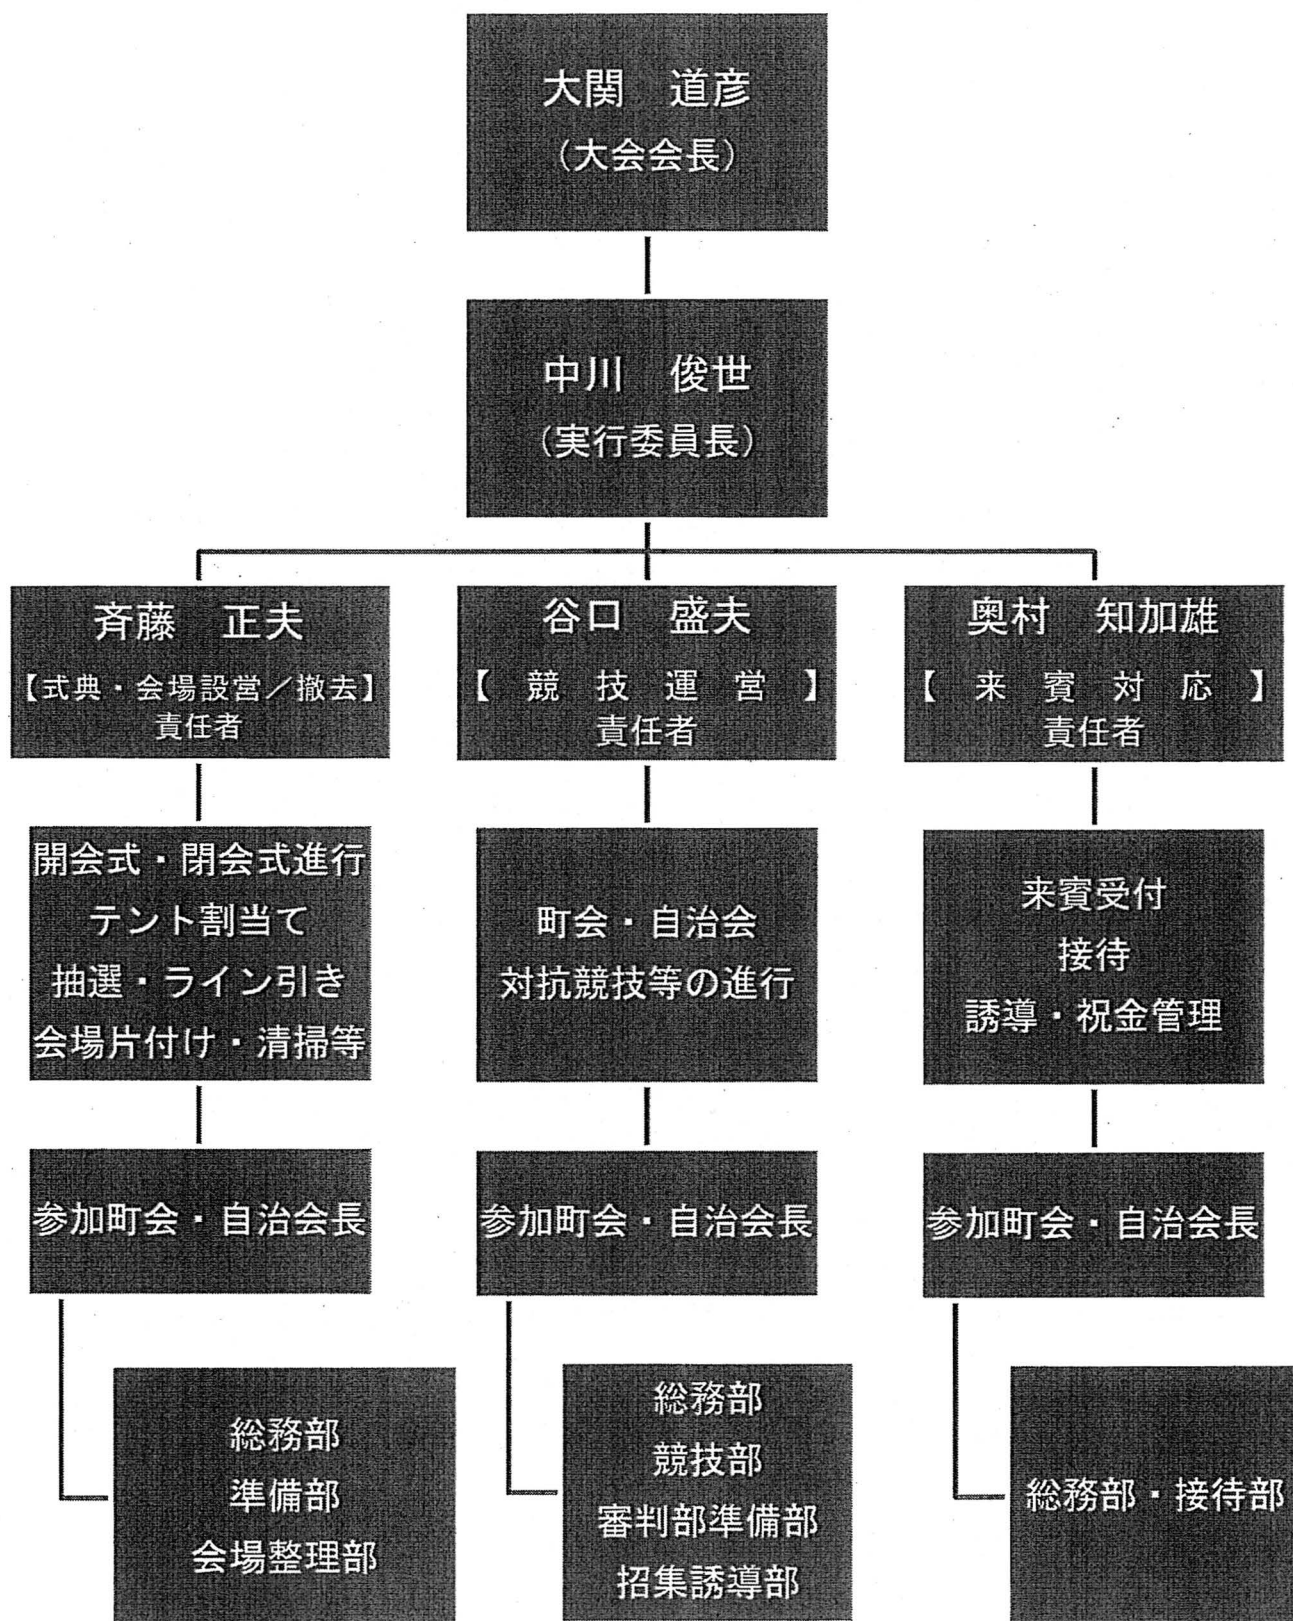 大関　道彦
（大会会長）
中川　俊世
（実行委員長）
斉藤　正夫
【式典・会場設営／撤去】
責任者
谷口　盛夫
【競技運営】
責任者
奥村　知加雄
【来賓対応】
責任者
開会式・閉会式進行
テント割当て
抽選・ライン引き
会場片付け・清掃等
町会・自治会
対抗競技等の進行
来賓受付
接待
誘導・祝金管理
参加町会・自治会長
参加町会・自治会長
参加町会・自治会長
総務部
準備部
会場整理部
総務部
競技部
審判部準備部
招集誘導部
総務部・接待部